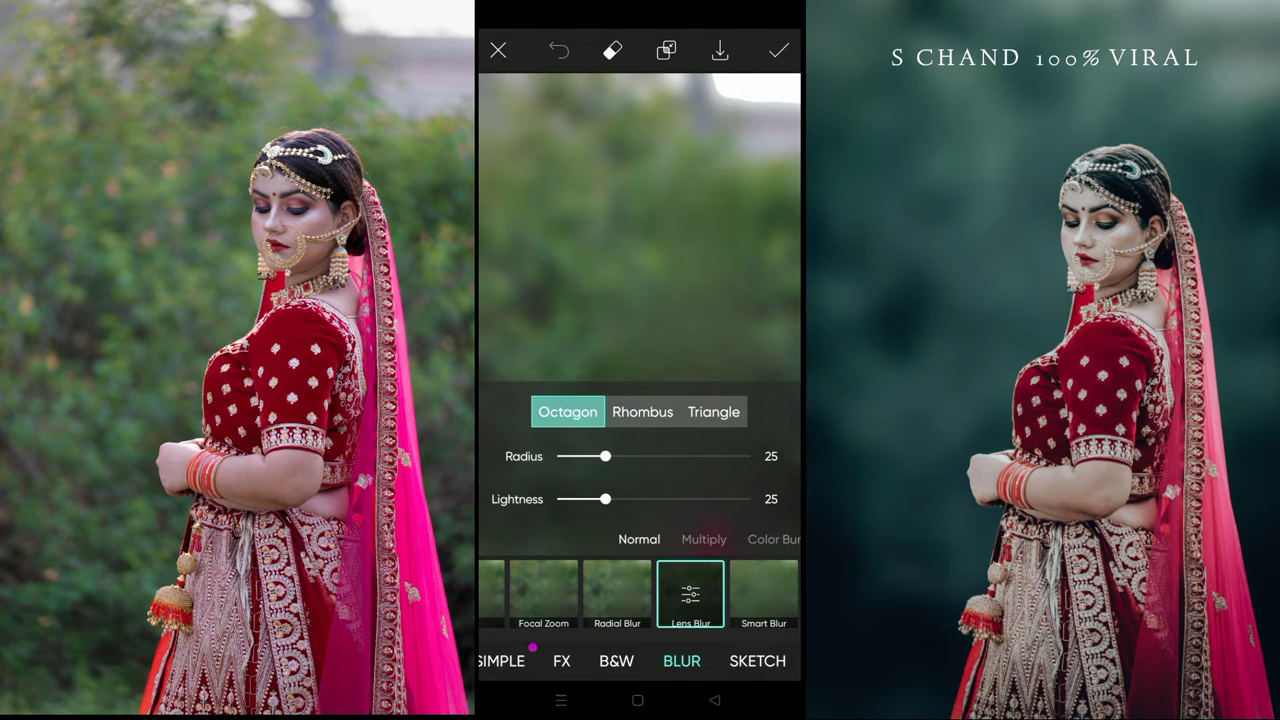 S CHAND 100% VIRAL
Octagon Rhombus Triangle
Radius 25
Lightness 25
Normal Multiply Color Bur
Focal Zoom Radial Blur Lens Blur Smart Blur
SIMPLE FX B&W BLUR SKETCH